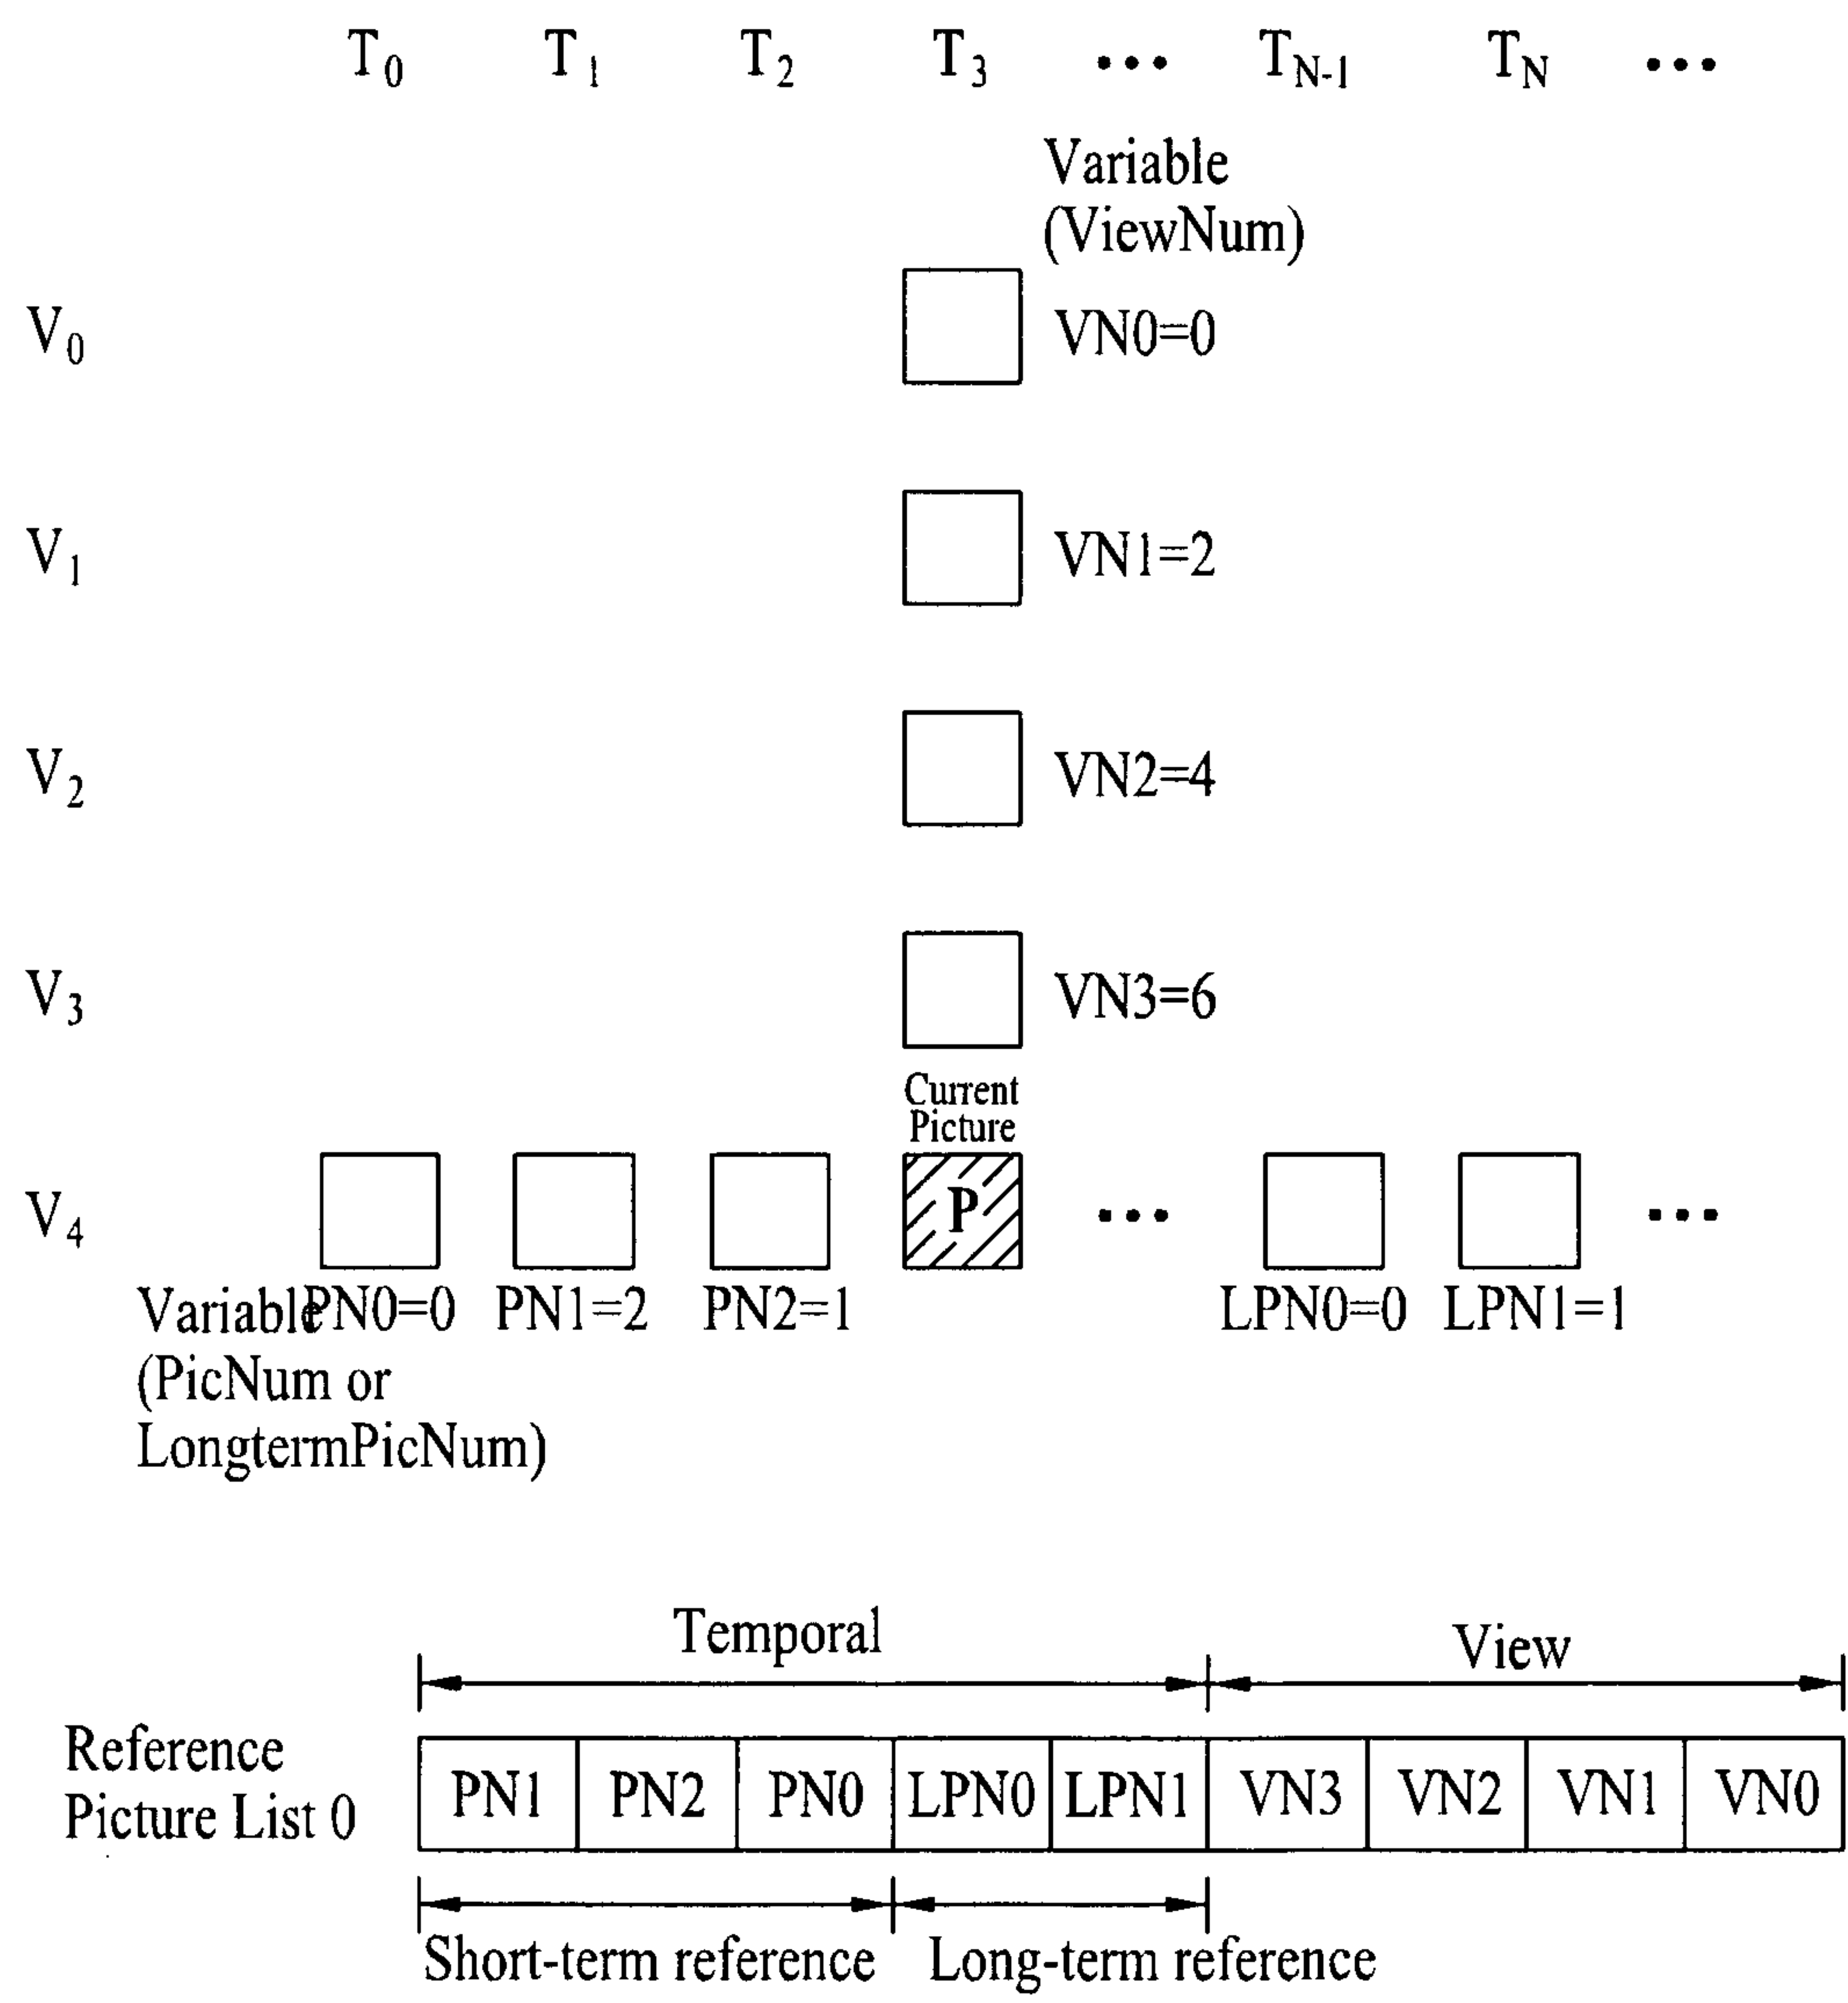 T0 T1 T2 T3 ... TN-1 TN ...
Variable
(ViewNum)
V0 VN0=0
V1 VN1=2
V2 VN2=4
V3 VN3=6
Current
Picture
V4 P ... ...
Variable PN0=0 PN1=2 PN2=1 LPN0=0 LPN1=1
(PicNum or
LongtermPicNum)
Temporal View
Reference
Picture List 0
PN1 PN2 PN0 LPN0 LPN1 VN3 VN2 VN1 VN0
Short-term reference Long-term reference